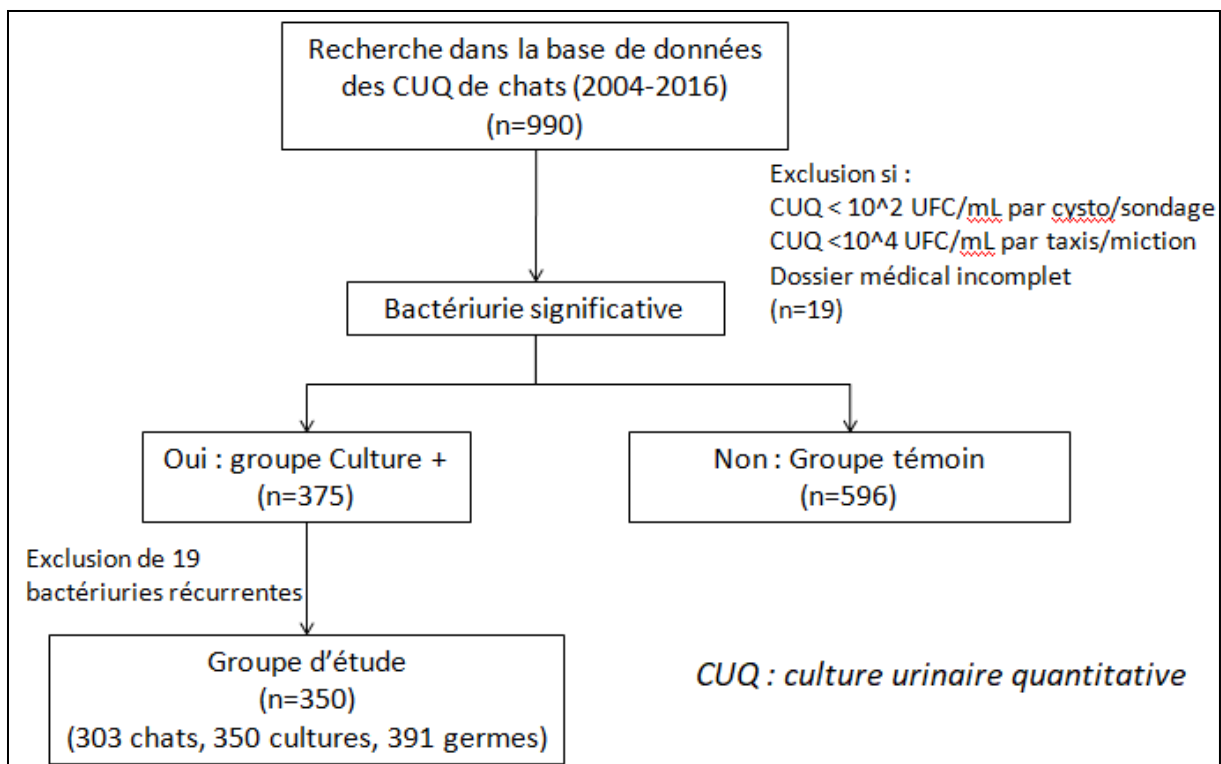 Recherche dans la base de données
des CUQ de chats (2004-2016)
(n=990)
Exclusion si :
CUQ < 10^2 UFC/mL par cysto/sondage
CUQ <10^4 UFC/mL par taxis/miction
Dossier médical incomplet
(n=19)
Bactériurie significative
Oui : groupe Culture +
(n=375)
Non : Groupe témoin
(n=596)
Exclusion de 19
bactériuries récurrentes
Groupe d'étude
(n=350)
(303 chats, 350 cultures, 391 germes)
CUQ : culture urinaire quantitative